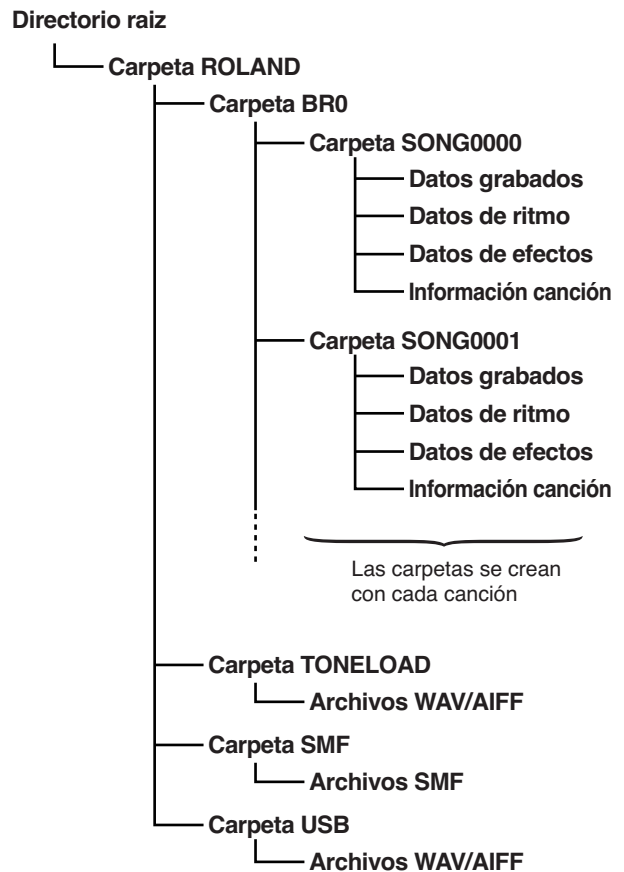 Directorio raiz
Carpeta ROLAND
Carpeta BR0
Carpeta SONG0000
Datos grabados
Datos de ritmo
Datos de efectos
Información canción
Carpeta SONG0001
Datos grabados
Datos de ritmo
Datos de efectos
Información canción
Las carpetas se crean
con cada canción
Carpeta TONELOAD
Archivos WAV/AIFF
Carpeta SMF
Archivos SMF
Carpeta USB
Archivos WAV/AIFF